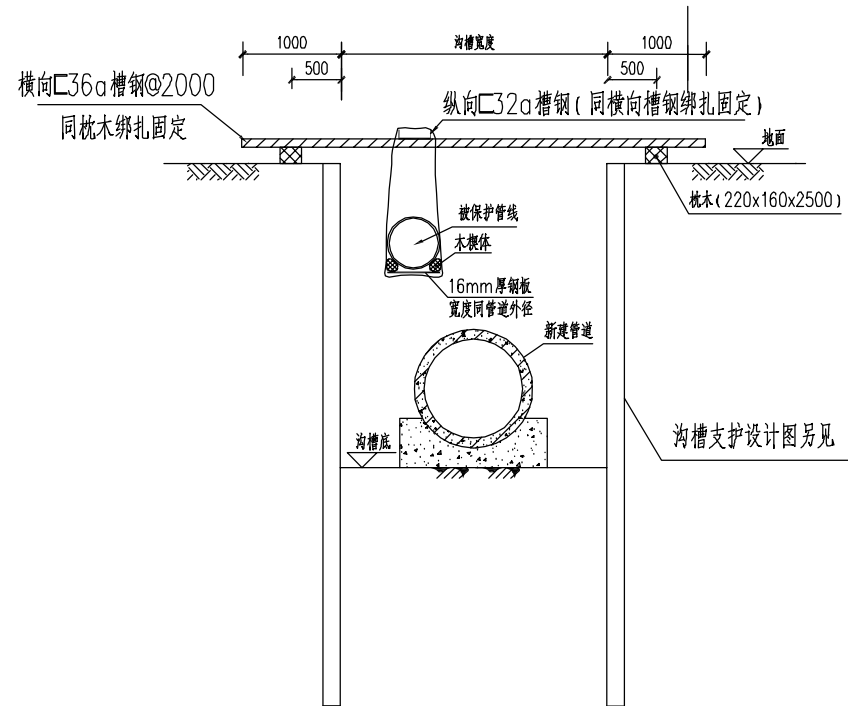 1000
沟槽宽度
1000
500
500
横向⊏36a槽钢@2000
同枕木绑扎固定
纵向⊏32a槽钢(同横向槽钢绑扎固定)
地面
枕木(220x160x2500)
被保护管线
木楔体
16mm厚钢板
宽度同管道外径
新建管道
沟槽底
沟槽支护设计图另见